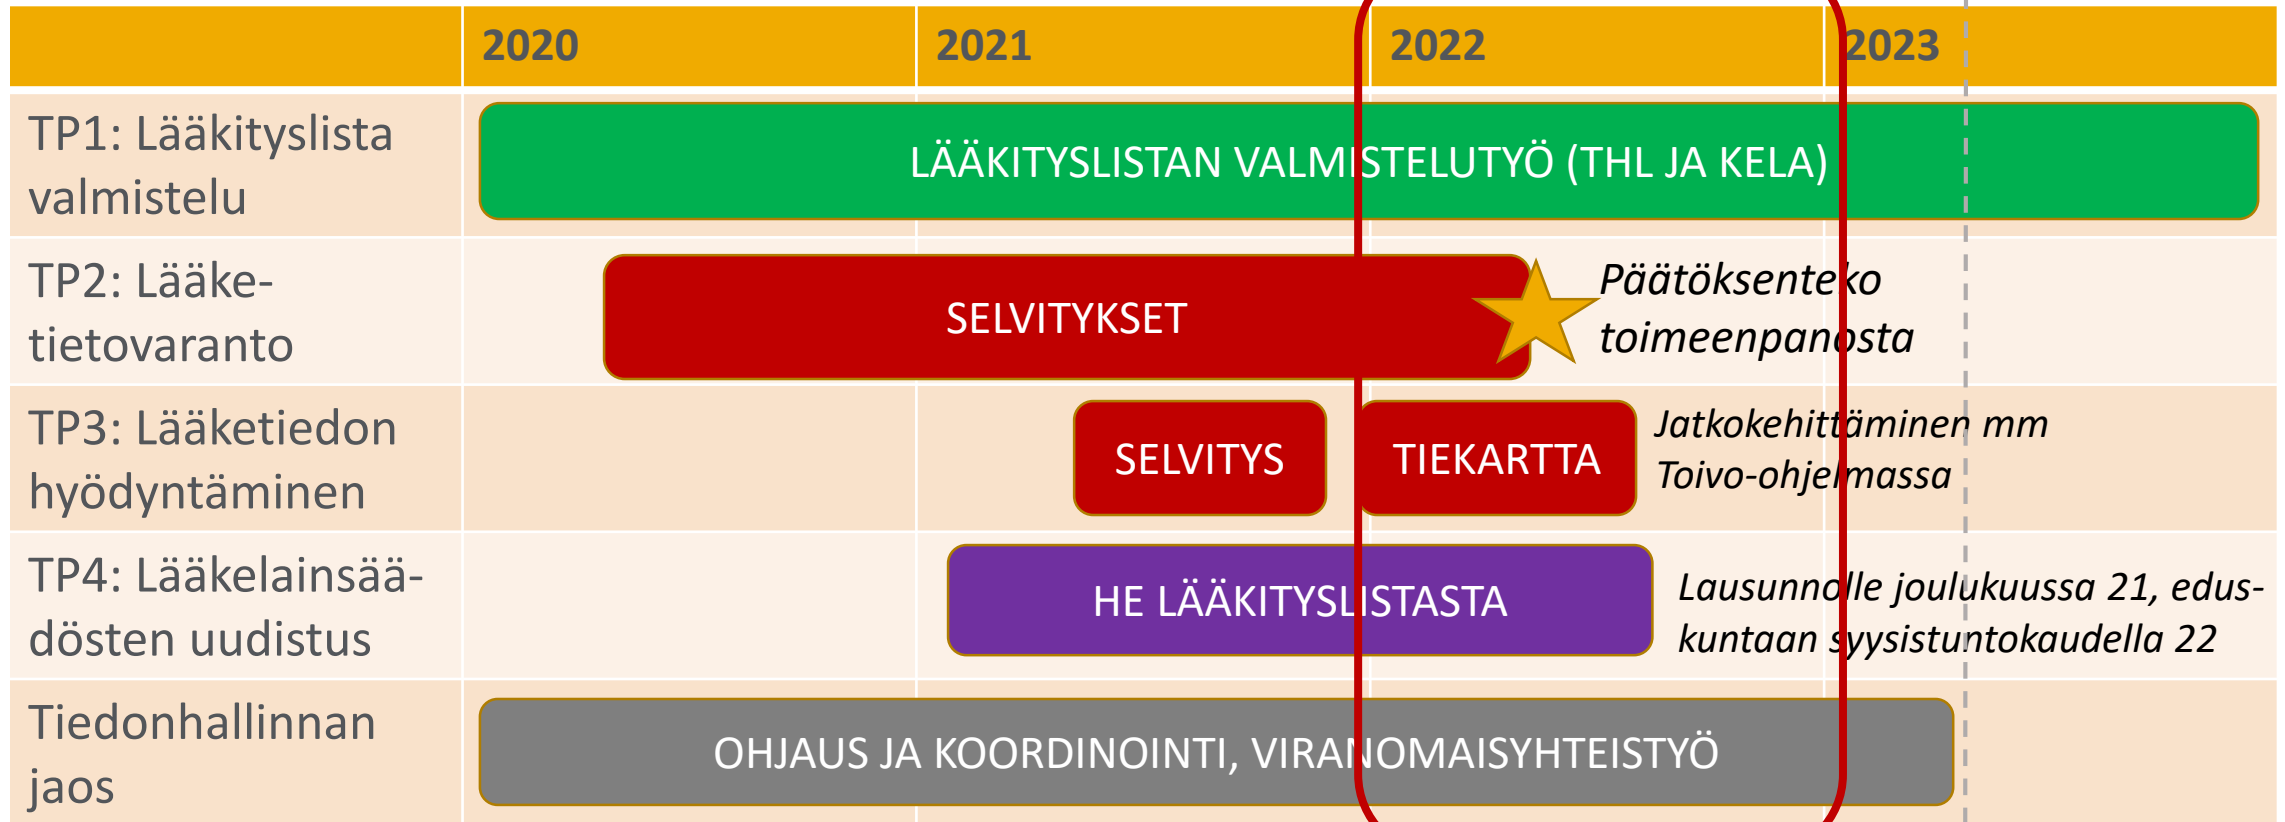 2020 2021 2022 2023
TP1: Lääkityslista
valmistelu
LÄÄKITYSLISTAN VALMISTELUTYÖ (THL JA KELA)
TP2: Lääke-
tietovaranto
SELVITYKSET
Päätöksenteko
toimeenpanosta
TP3: Lääketiedon
hyödyntäminen
SELVITYS
TIEKARTTA
Jatkokehittäminen mm
Toivo-ohjelmassa
TP4: Lääkelainsää-
dösten uudistus
HE LÄÄKITYSLISTASTA
Lausunnolle joulukuussa 21, edus-
kuntaan syysistuntokaudella 22
Tiedonhallinnan
jaos
OHJAUS JA KOORDINOINTI, VIRANOMAISYHTEISTYÖ